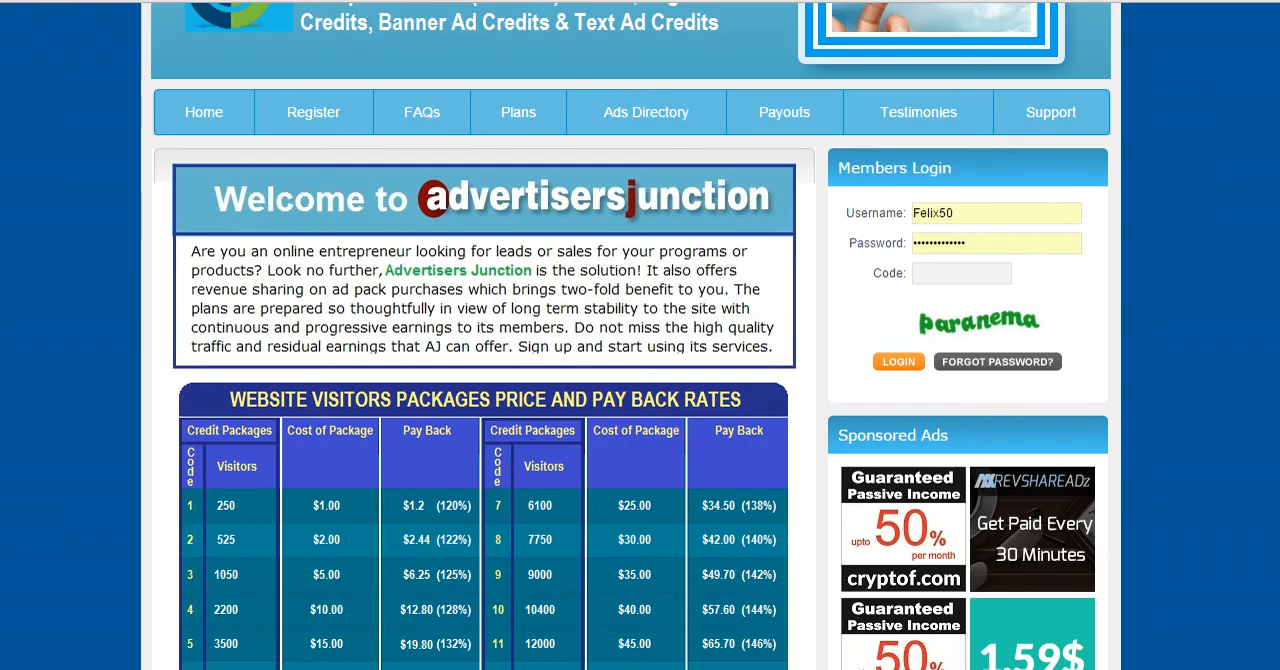 Credits, Banner Ad Credits & Text Ad Credits
Home Register FAQs Plans Ads Directory Payouts Testimonies Support
Welcome to advertisersjunction
Are you an online entrepreneur looking for leads or sales for your programs or
products? Look no further, Advertisers Junction is the solution! It also offers
revenue sharing on ad pack purchases which brings two-fold benefit to you. The
plans are prepared so thoughtfully in view of long term stability to the site with
continuous and progressive earnings to its members. Do not miss the high quality
traffic and residual earnings that AJ can offer. Sign up and start using its services.
WEBSITE VISITORS PACKAGES PRICE AND PAY BACK RATES
Credit Packages Cost of Package Pay Back Credit Packages Cost of Package Pay Back
Code Visitors Code Visitors
1 250 $1.00 $1.2 (120%) 7 6100 $25.00 $34.50 (138%)
2 525 $2.00 $2.44 (122%) 8 7750 $30.00 $42.00 (140%)
3 1050 $5.00 $6.25 (125%) 9 9000 $35.00 $49.70 (142%)
4 2200 $10.00 $12.80 (128%) 10 10400 $40.00 $57.60 (144%)
5 3500 $15.00 $19.80 (132%) 11 12000 $45.00 $65.70 (146%)
Members Login
Username: Felix50
Password: •••••••••••••
Code:
paranema
LOGIN FORGOT PASSWORD?
Sponsored Ads
Guaranteed
Passive Income
upto 50%
per month
cryptof.com
REVSHAREADZ
Get Paid Every
30 Minutes
Guaranteed
Passive Income
50%
1.59$